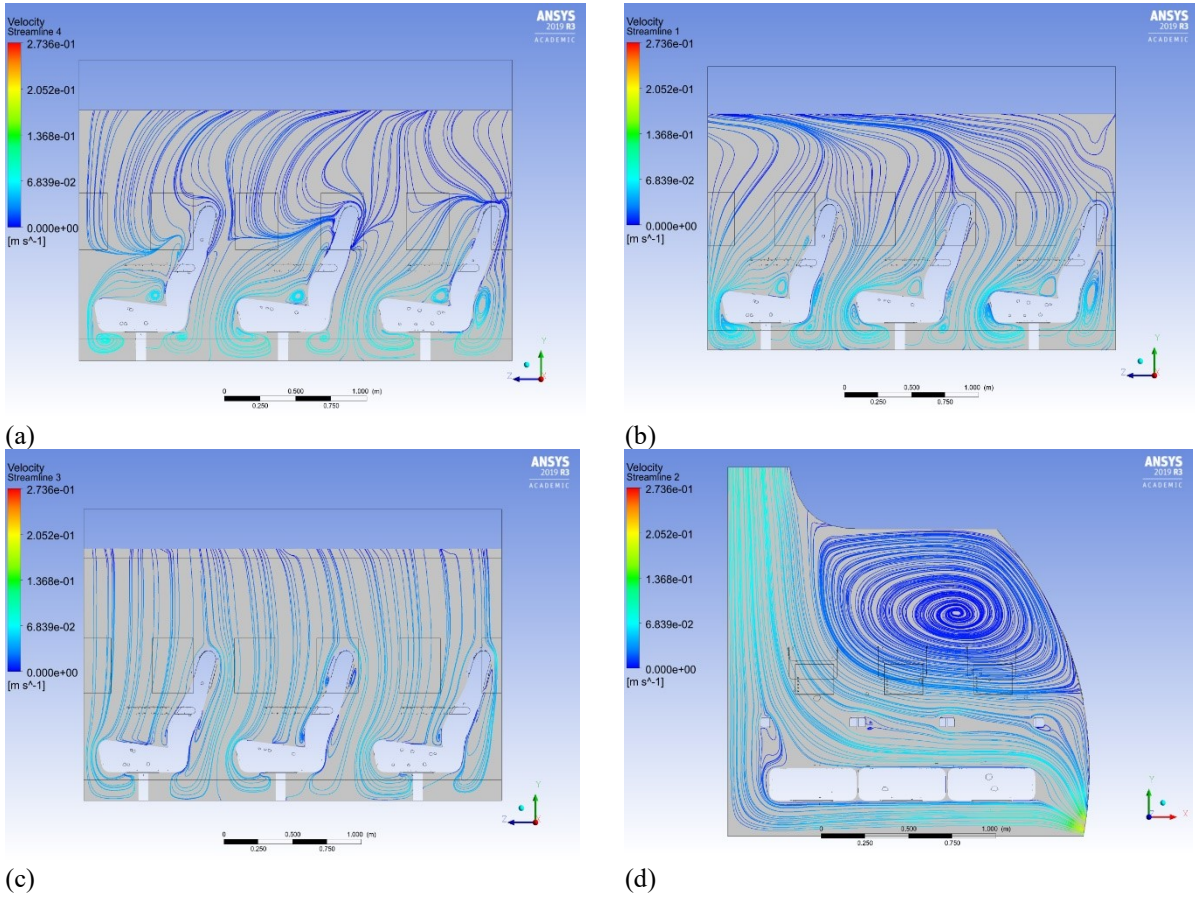 Velocity
Streamline 4
2.736e-01
2.052e-01
1.368e-01
6.839e-02
0.000e+00
[m s^-1]
ANSYS
2019 R3
ACADEMIC
Y
Z
0 0.500 1.000 (m)
0.250 0.750
(a)
Velocity
Streamline 1
2.736e-01
2.052e-01
1.368e-01
6.839e-02
0.000e+00
[m s^-1]
ANSYS
2019 R3
ACADEMIC
Y
Z
0 0.500 1.000 (m)
0.250 0.750
(b)
Velocity
Streamline 3
2.736e-01
2.052e-01
1.368e-01
6.839e-02
0.000e+00
[m s^-1]
ANSYS
2019 R3
ACADEMIC
Y
Z
0 0.500 1.000 (m)
0.250 0.750
(c)
Velocity
Streamline 2
2.736e-01
2.052e-01
1.368e-01
6.839e-02
0.000e+00
[m s^-1]
ANSYS
2019 R3
ACADEMIC
Y
X
0 0.500 1.000 (m)
0.250 0.750
(d)